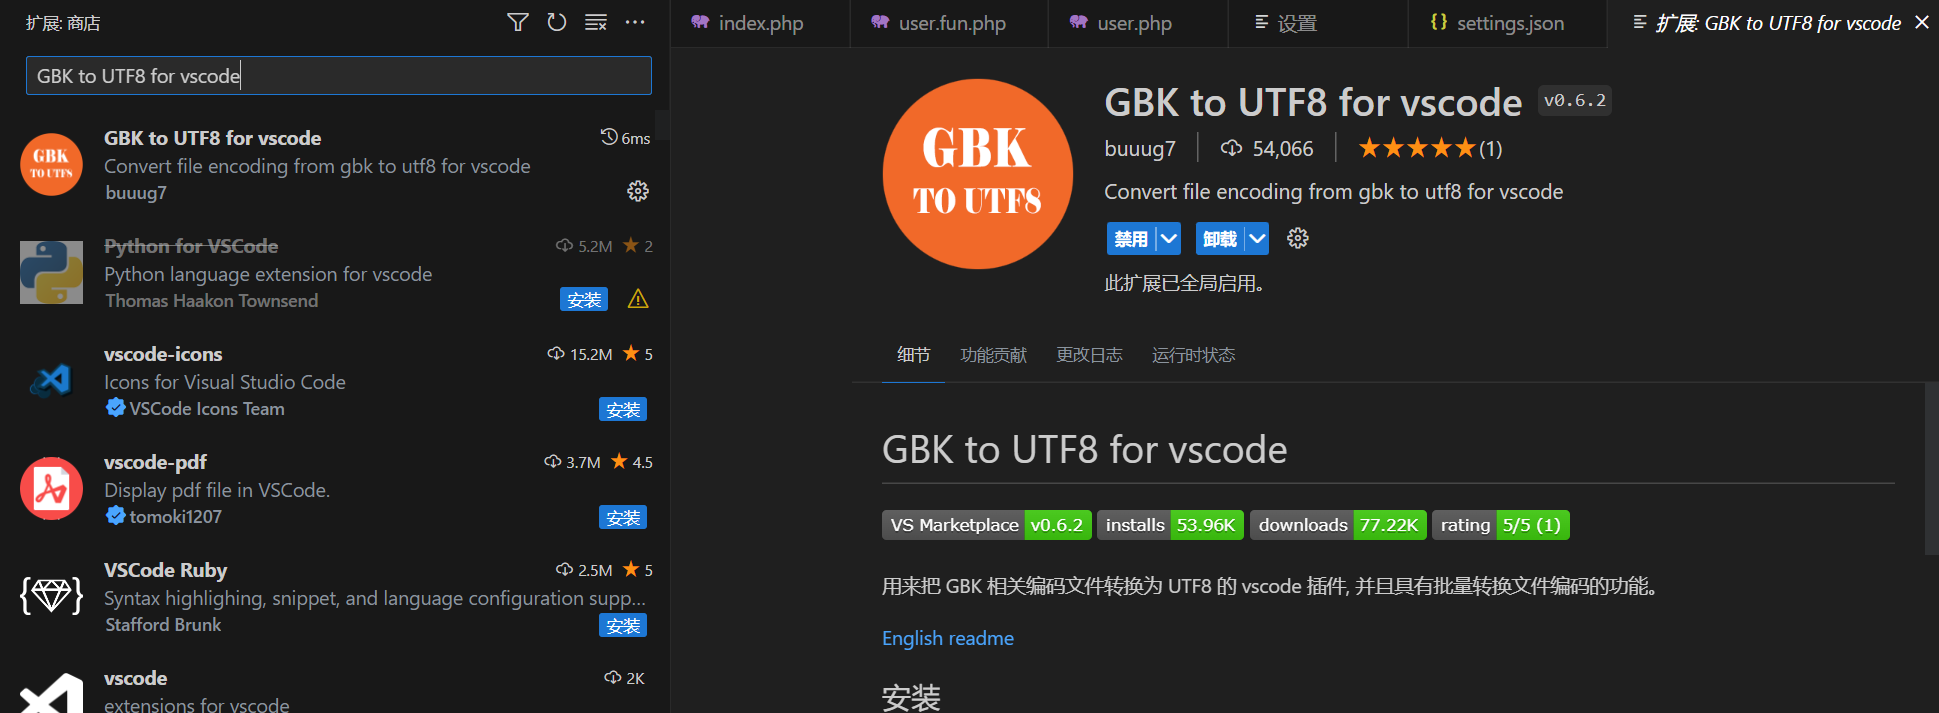 扩展: 商店
GBK to UTF8 for vscode
GBK
TO UTF8
GBK to UTF8 for vscode
6ms
Convert file encoding from gbk to utf8 for vscode
buuug7
Python for VSCode
5.2M 2
Python language extension for vscode
Thomas Haakon Townsend
安装
vscode-icons
15.2M 5
Icons for Visual Studio Code
VSCode Icons Team
安装
vscode-pdf
3.7M 4.5
Display pdf file in VSCode.
tomoki1207
安装
VSCode Ruby
2.5M 5
Syntax highlighing, snippet, and language configuration supp...
Stafford Brunk
安装
vscode
2K
extensions for vscode
index.php
user.fun.php
user.php
设置
{} settings.json
扩展: GBK to UTF8 for vscode
GBK
TO UTF8
GBK to UTF8 for vscode v0.6.2
buuug7 54,066 (1)
Convert file encoding from gbk to utf8 for vscode
禁用 卸载
此扩展已全局启用。
细节 功能贡献 更改日志 运行时状态
GBK to UTF8 for vscode
VS Marketplace v0.6.2 installs 53.96K downloads 77.22K rating 5/5 (1)
用来把 GBK 相关编码文件转换为 UTF8 的 vscode 插件, 并且具有批量转换文件编码的功能。
English readme
安装